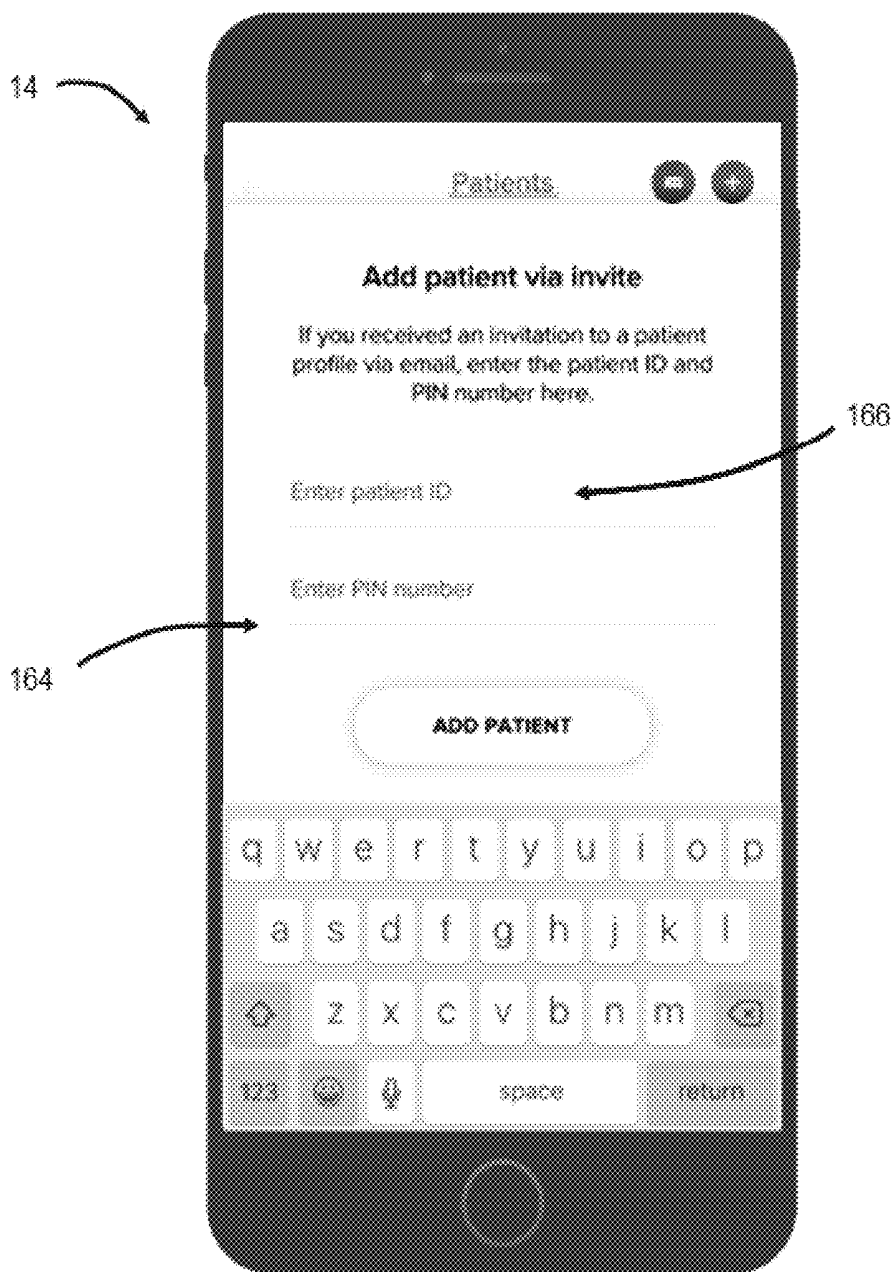 14
Patients
Add patient via invite
If you received an invitation to a patient
profile via email, enter the patient ID and
PIN number here.
166
Enter patient ID
Enter PIN number
164
ADD PATIENT
q w e r t y u i o p
a s d f g h j k l
z x c v b n m
123 space return